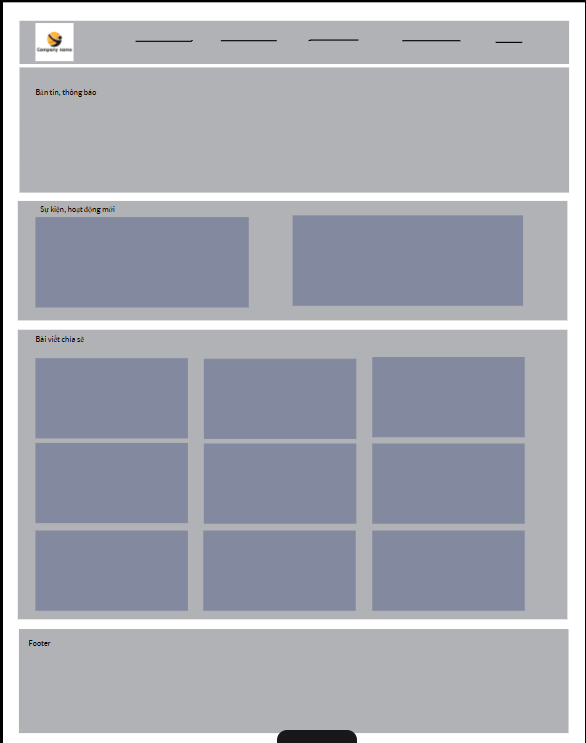 Company name
Bản tin, thông báo
Sự kiện, hoạt động mới
Bài viết chia sẻ
Footer